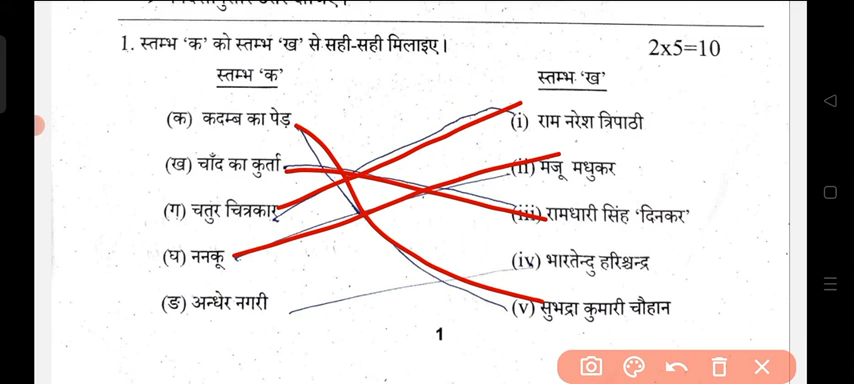 1. स्तम्भ ‘क’ को स्तम्भ ‘ख’ से सही-सही मिलाइए। 2x5=10
स्तम्भ ‘क’ स्तम्भ ‘ख’
(क) कदम्ब का पेड़ (i) राम नरेश त्रिपाठी
(ख) चाँद का कुर्ता (ii) मजू मधुकर
(ग) चतुर चित्रकार (iii) रामधारी सिंह ‘दिनकर’
(घ) ननकू (iv) भारतेन्दु हरिश्चन्द्र
(ङ) अन्धेर नगरी (v) सुभद्रा कुमारी चौहान
1